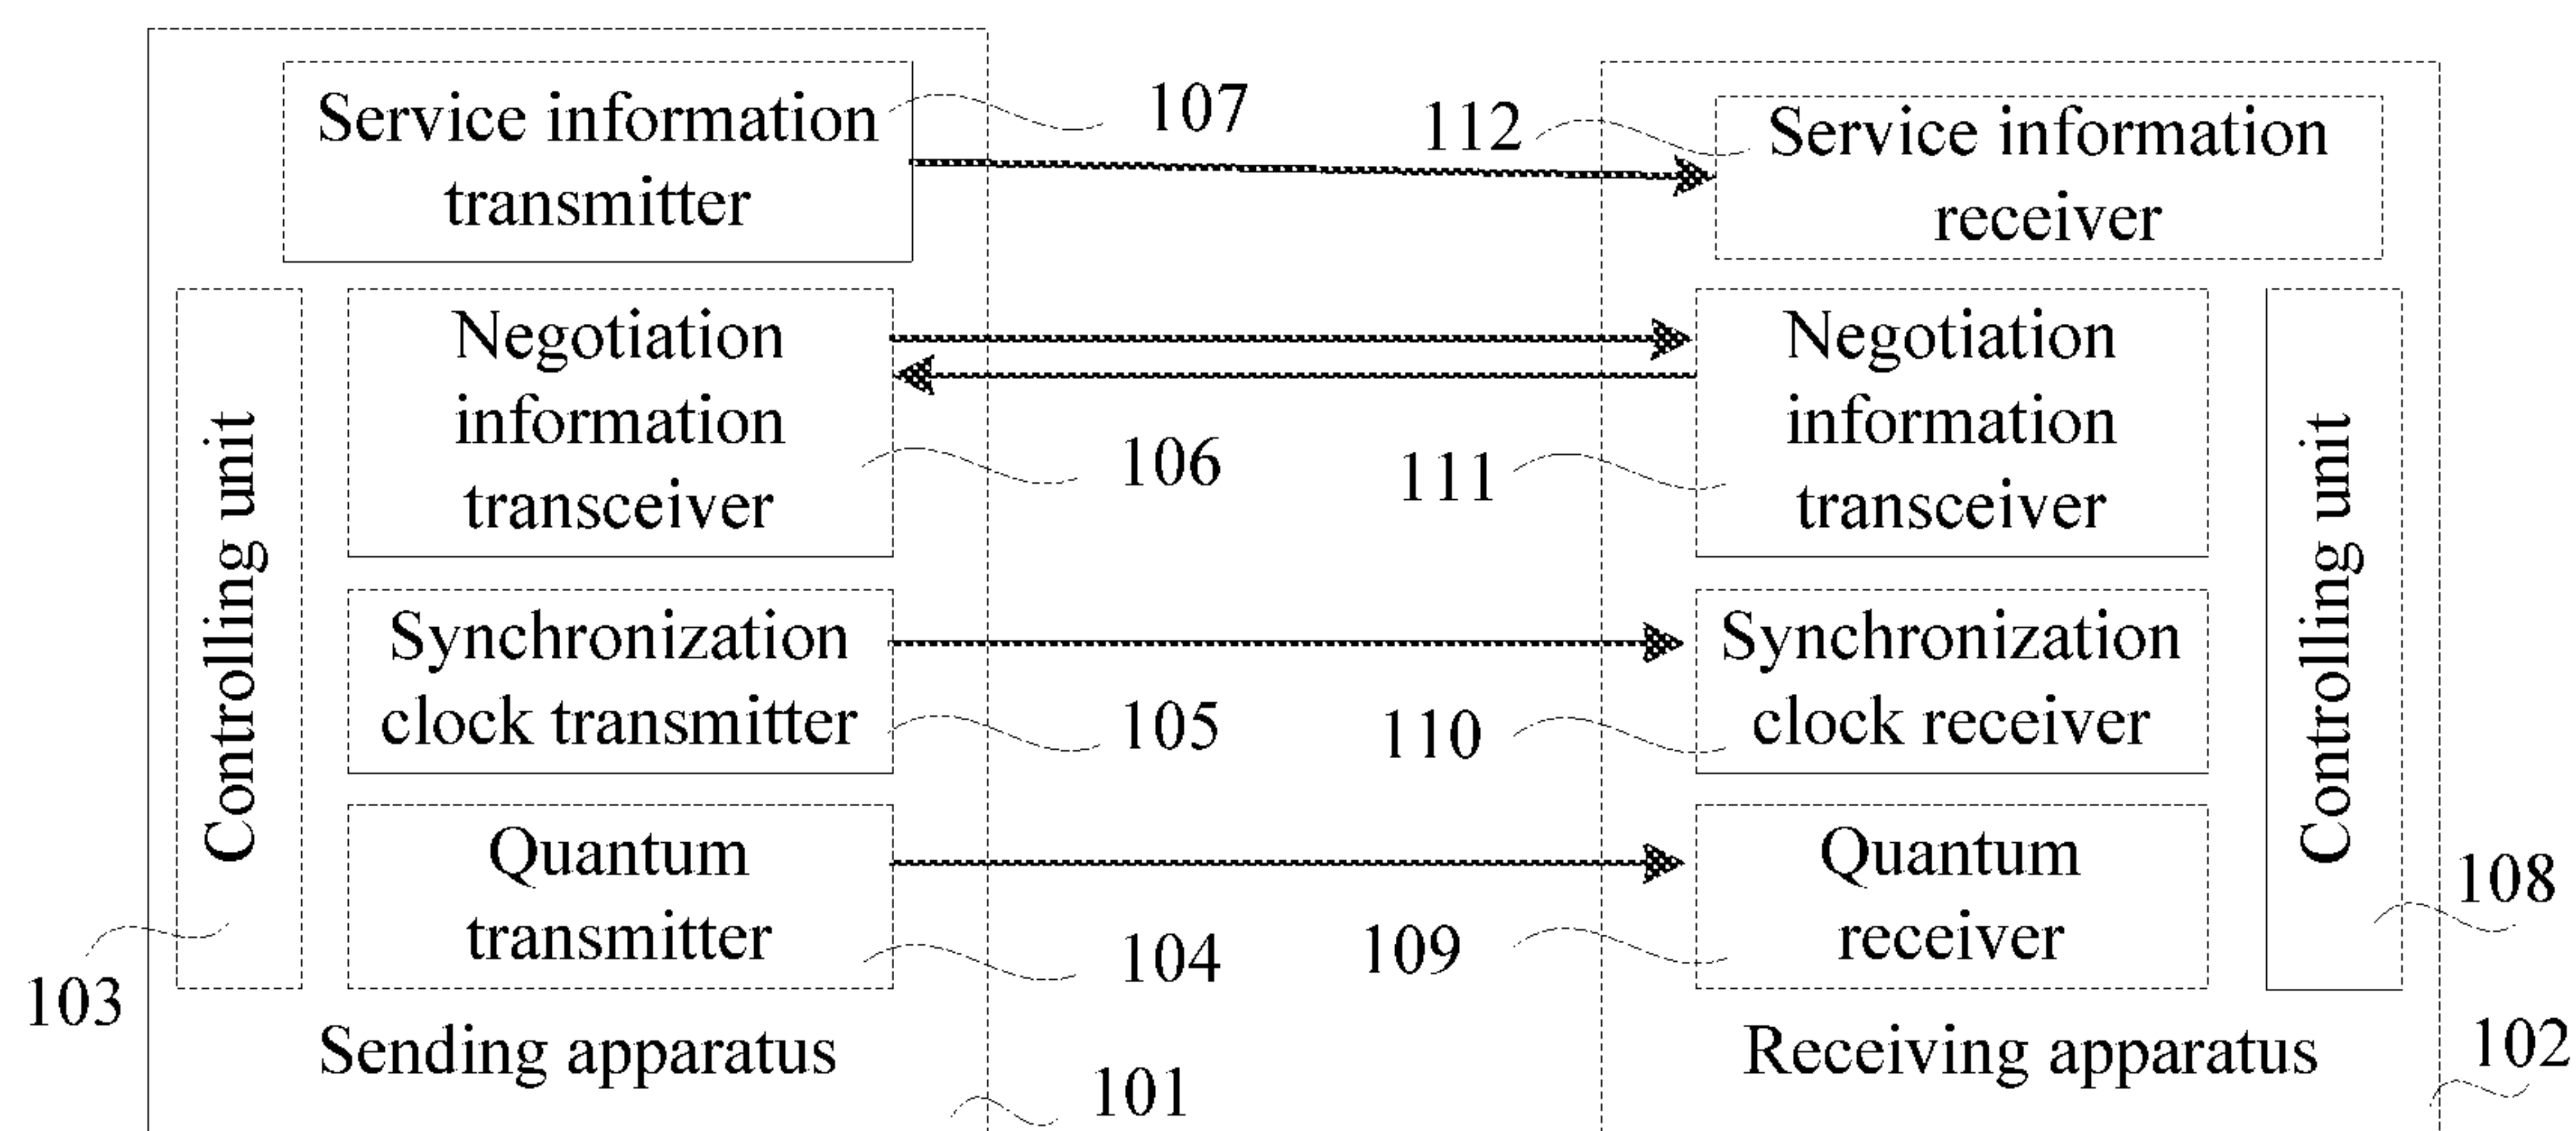 Service information
transmitter
107
112
Service information
receiver
Controlling unit
Negotiation
information
transceiver
106
111
Negotiation
information
transceiver
Controlling unit
Synchronization
clock transmitter
105
110
Synchronization
clock receiver
Quantum
transmitter
104
109
Quantum
receiver
108
103
Sending apparatus
101
Receiving apparatus
102